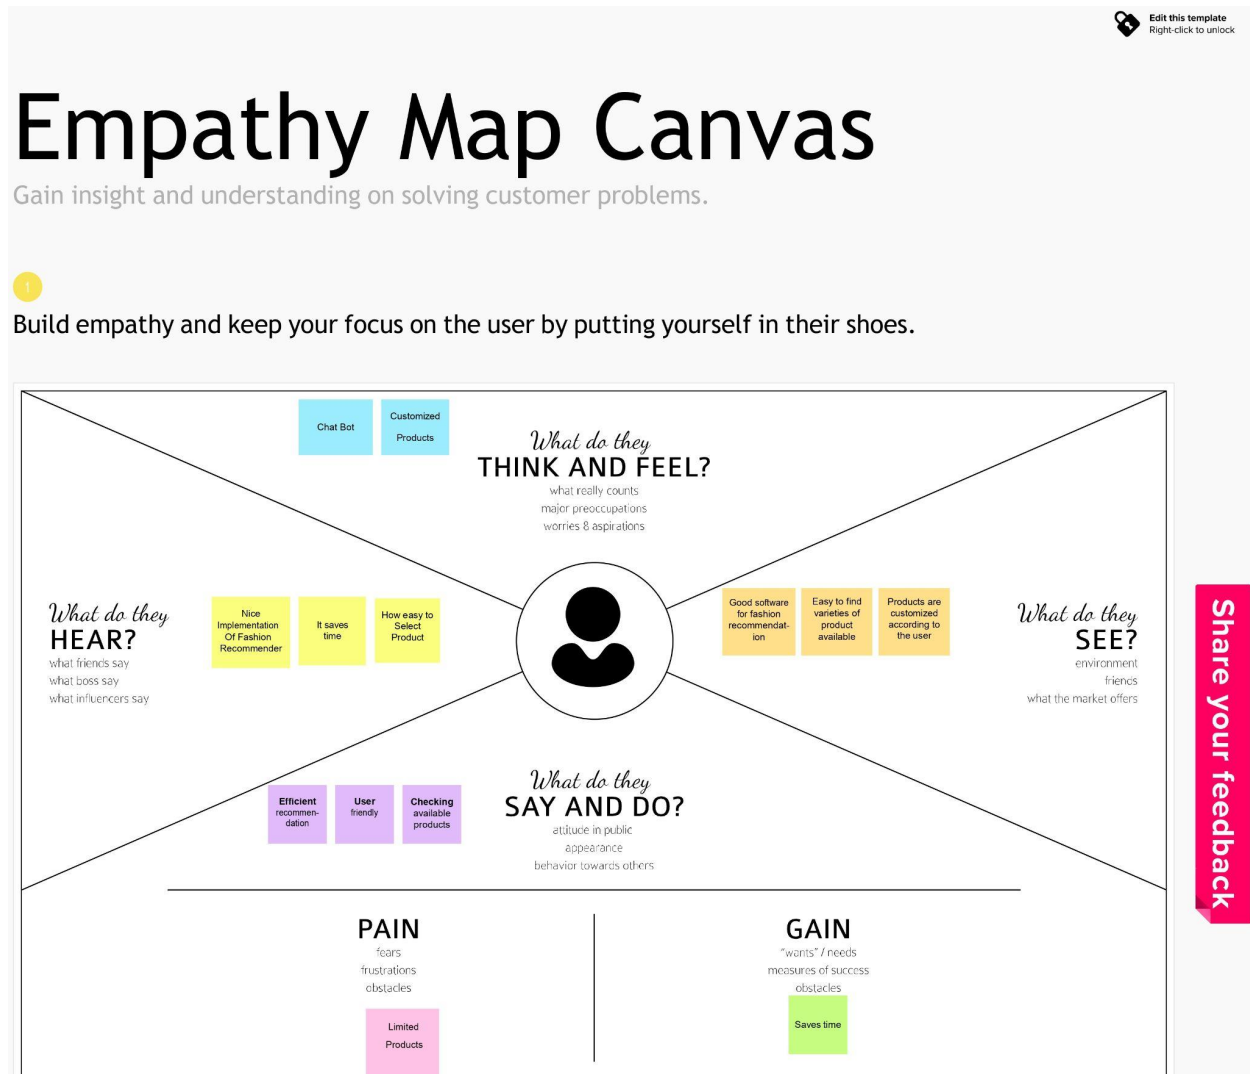 Edit this template
Right-click to unlock
Empathy Map Canvas
Gain insight and understanding on solving customer problems.
1
Build empathy and keep your focus on the user by putting yourself in their shoes.
Chat Bot
Customized
Products
What do they
THINK AND FEEL?
what really counts
major preoccupations
worries & aspirations
What do they
HEAR?
what friends say
what boss say
what influencers say
Nice
Implementation
Of Fashion
Recommender
It saves
time
How easy to
Select
Product
Good software
for fashion
recommendat-
ion
Easy to find
varieties of
product
available
Products are
customized
according to
the user
What do they
SEE?
environment
friends
what the market offers
Share your feedback
Efficient
recommen-
dation
User
friendly
Checking
available
products
What do they
SAY AND DO?
attitude in public
appearance
behavior towards others
PAIN
fears
frustrations
obstacles
Limited
Products
GAIN
"wants" / needs
measures of success
obstacles
Saves time